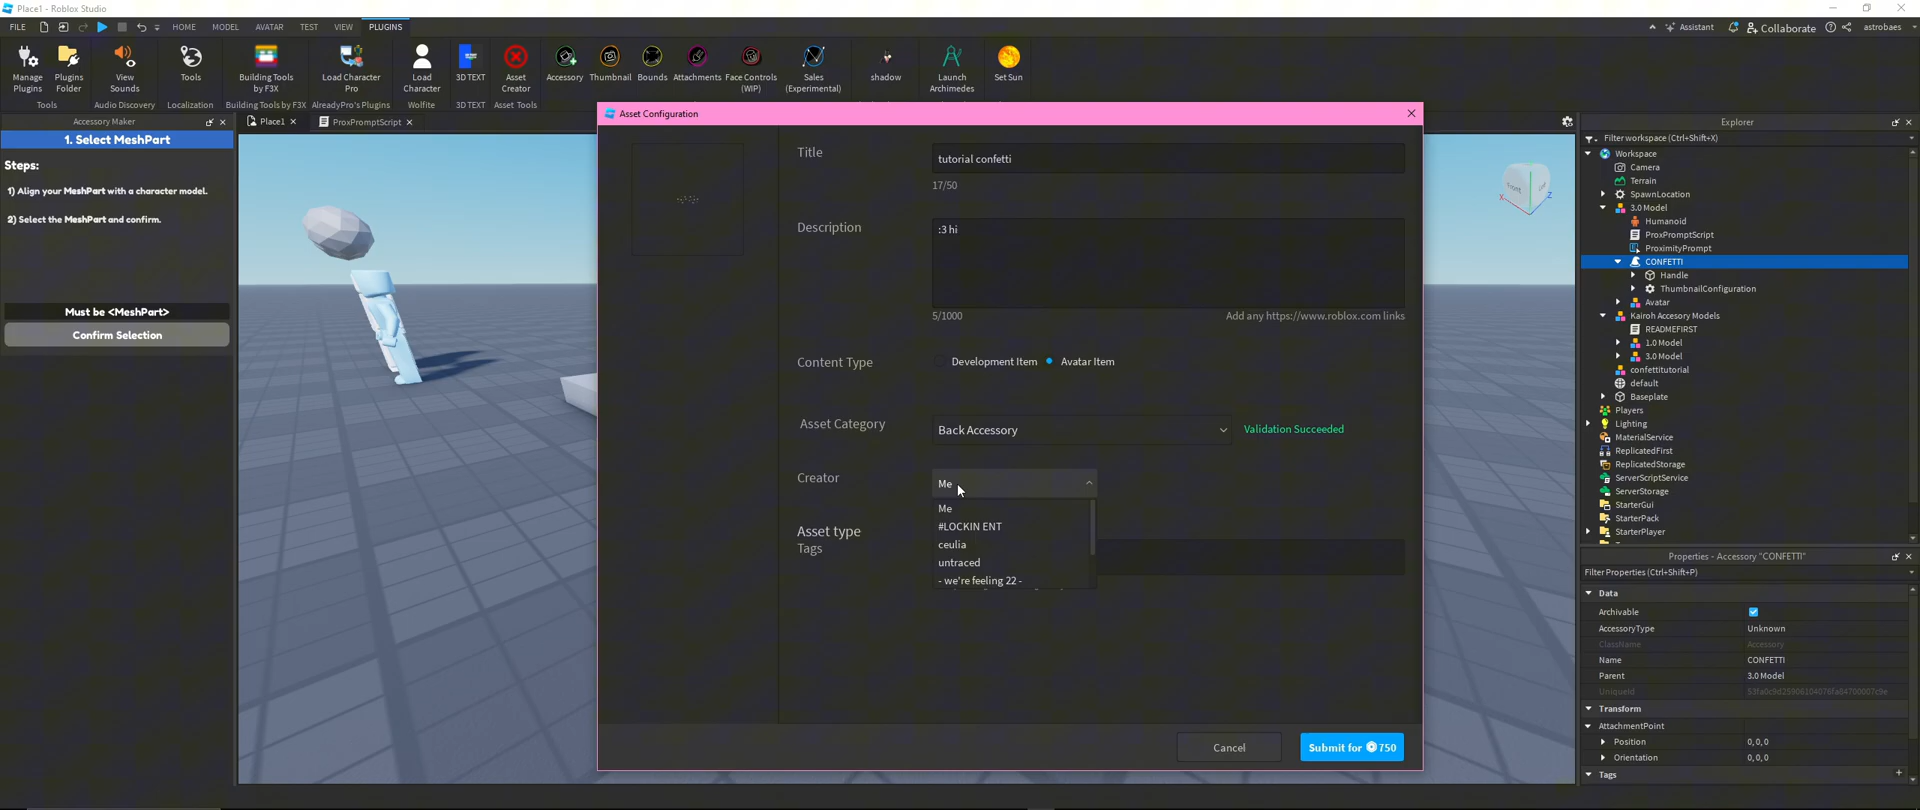 Place1 - Roblox Studio
FILE HOME MODEL AVATAR TEST VIEW PLUGINS Assistant Collaborate astrobaes
Manage Plugins
Plugins Folder
View Sounds
Tools
Building Tools by F3X
Load Character Pro
Load Character
3D TEXT
Asset Creator
Accessory
Thumbnail
Bounds
Attachments
Face Controls (WIP)
Sales (Experimental)
shadow
Launch Archimedes
Set Sun
Tools Audio Discovery Localization Building Tools by F3X AlreadyPro's Plugins Wolfite 3D TEXT Asset Tools
Accessory Maker
1. Select MeshPart
Steps:
1) Align your MeshPart with a character model.
2) Select the MeshPart and confirm.
Must be <MeshPart>
Confirm Selection
Place1
ProxPromptScript
Front
X
Z
Asset Configuration
Title
tutorial confetti
17/50
Description
:3 hi
5/1000
Add any https://www.roblox.com links
Content Type
Development Item
Avatar Item
Asset Category
Back Accessory
Validation Succeeded
Creator
Me
Me
#LOCKIN ENT
ceulia
untraced
- we're feeling 22 -
Asset type
Tags
Cancel
Submit for 750
Explorer
Filter workspace (Ctrl+Shift+X)
Workspace
Camera
Terrain
SpawnLocation
3.0 Model
Humanoid
ProxPromptScript
ProximityPrompt
CONFETTI
Handle
ThumbnailConfiguration
Avatar
Kairoh Accesory Models
READMEFIRST
1.0 Model
3.0 Model
confettitutorial
default
Baseplate
Players
Lighting
MaterialService
ReplicatedFirst
ReplicatedStorage
ServerScriptService
ServerStorage
StarterGui
StarterPack
StarterPlayer
Properties - Accessory "CONFETTI"
Filter Properties (Ctrl+Shift+P)
Data
Archivable
AccessoryType Unknown
ClassName Accessory
Name CONFETTI
Parent 3.0 Model
UniqueId
Transform
AttachmentPoint
Position 0, 0, 0
Orientation 0, 0, 0
Tags